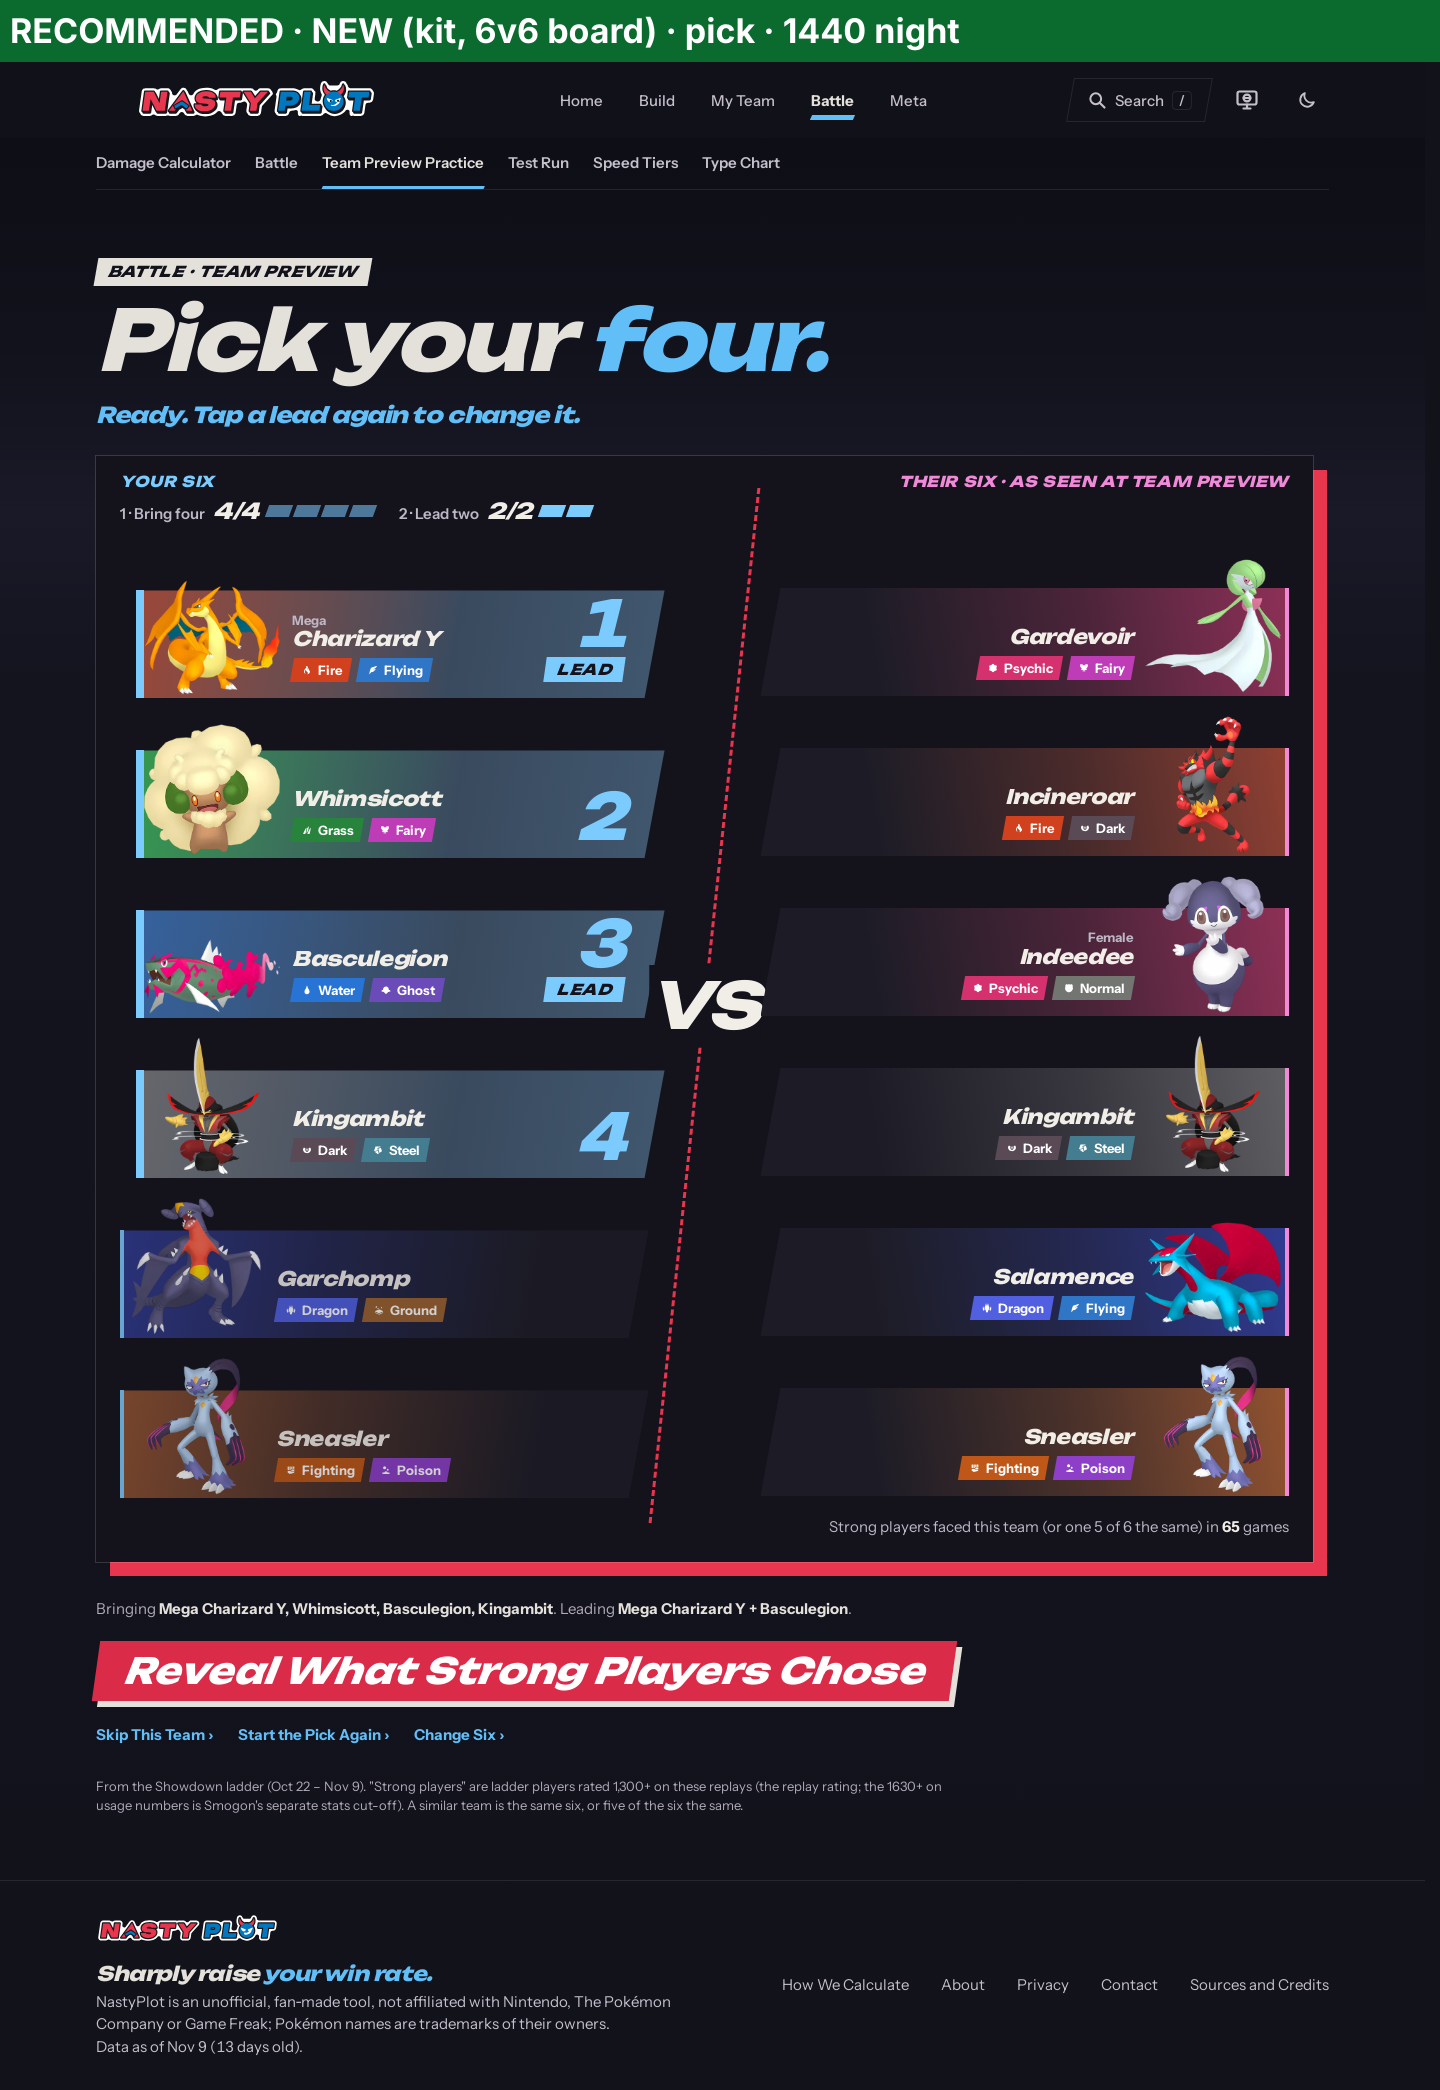 RECOMMENDED · NEW (kit, 6v6 board) · pick · 1440 night
NASTY PLOT
Home Build My Team Battle Meta
Search /
Damage Calculator Battle Team Preview Practice Test Run Speed Tiers Type Chart
BATTLE · TEAM PREVIEW
Pick your four.
Ready. Tap a lead again to change it.
YOUR SIX
1 · Bring four 4/4 2 · Lead two 2/2
Mega
Charizard Y
Fire Flying
1
LEAD
Whimsicott
Grass Fairy
2
Basculegion
Water Ghost
3
LEAD
Kingambit
Dark Steel
4
Garchomp
Dragon Ground
Sneasler
Fighting Poison
VS
THEIR SIX · AS SEEN AT TEAM PREVIEW
Gardevoir
Psychic Fairy
Incineroar
Fire Dark
Female
Indeedee
Psychic Normal
Kingambit
Dark Steel
Salamence
Dragon Flying
Sneasler
Fighting Poison
Strong players faced this team (or one 5 of 6 the same) in 65 games
Bringing Mega Charizard Y, Whimsicott, Basculegion, Kingambit. Leading Mega Charizard Y + Basculegion.
Reveal What Strong Players Chose
Skip This Team › Start the Pick Again › Change Six ›
From the Showdown ladder (Oct 22 – Nov 9). "Strong players" are ladder players rated 1,300+ on these replays (the replay rating; the 1630+ on
usage numbers is Smogon's separate stats cut-off). A similar team is the same six, or five of the six the same.
NASTY PLOT
Sharply raise your win rate.
NastyPlot is an unofficial, fan-made tool, not affiliated with Nintendo, The Pokémon
Company or Game Freak; Pokémon names are trademarks of their owners.
Data as of Nov 9 (13 days old).
How We Calculate About Privacy Contact Sources and Credits